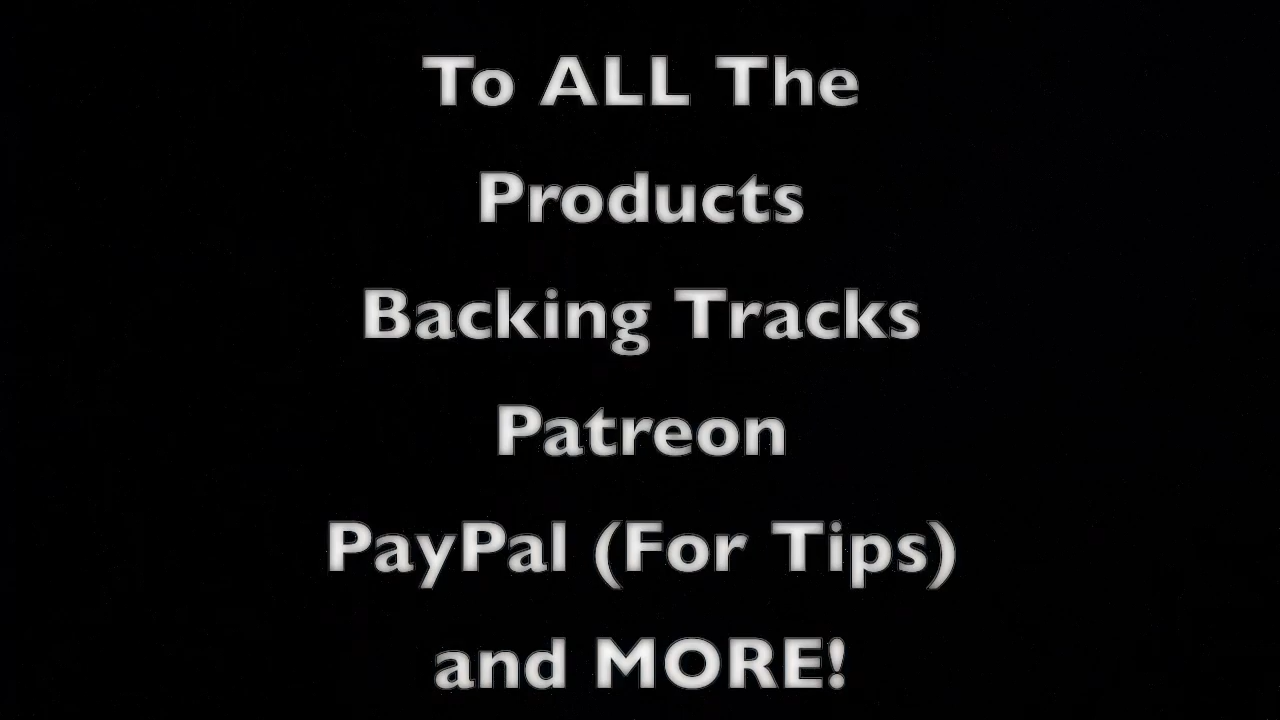 To ALL The
Products
Backing Tracks
Patreon
PayPal (For Tips)
and MORE!